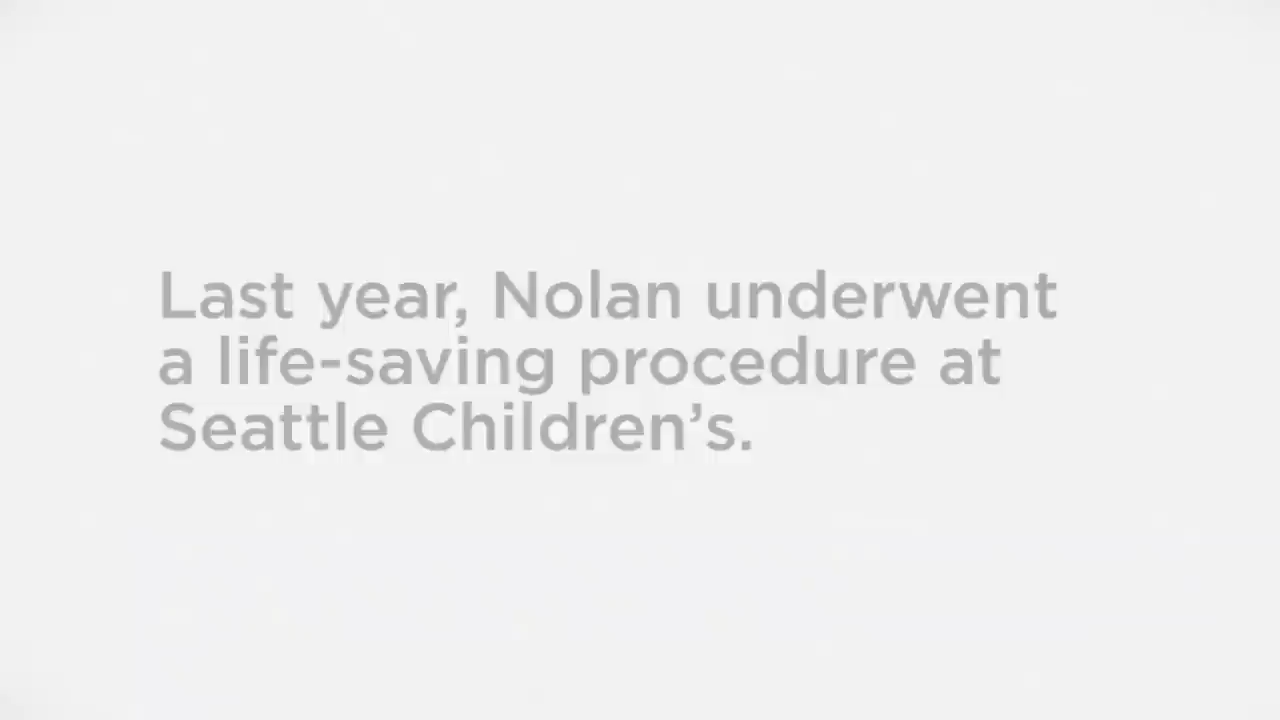 Last year, Nolan underwent
a life-saving procedure at
Seattle Children’s.